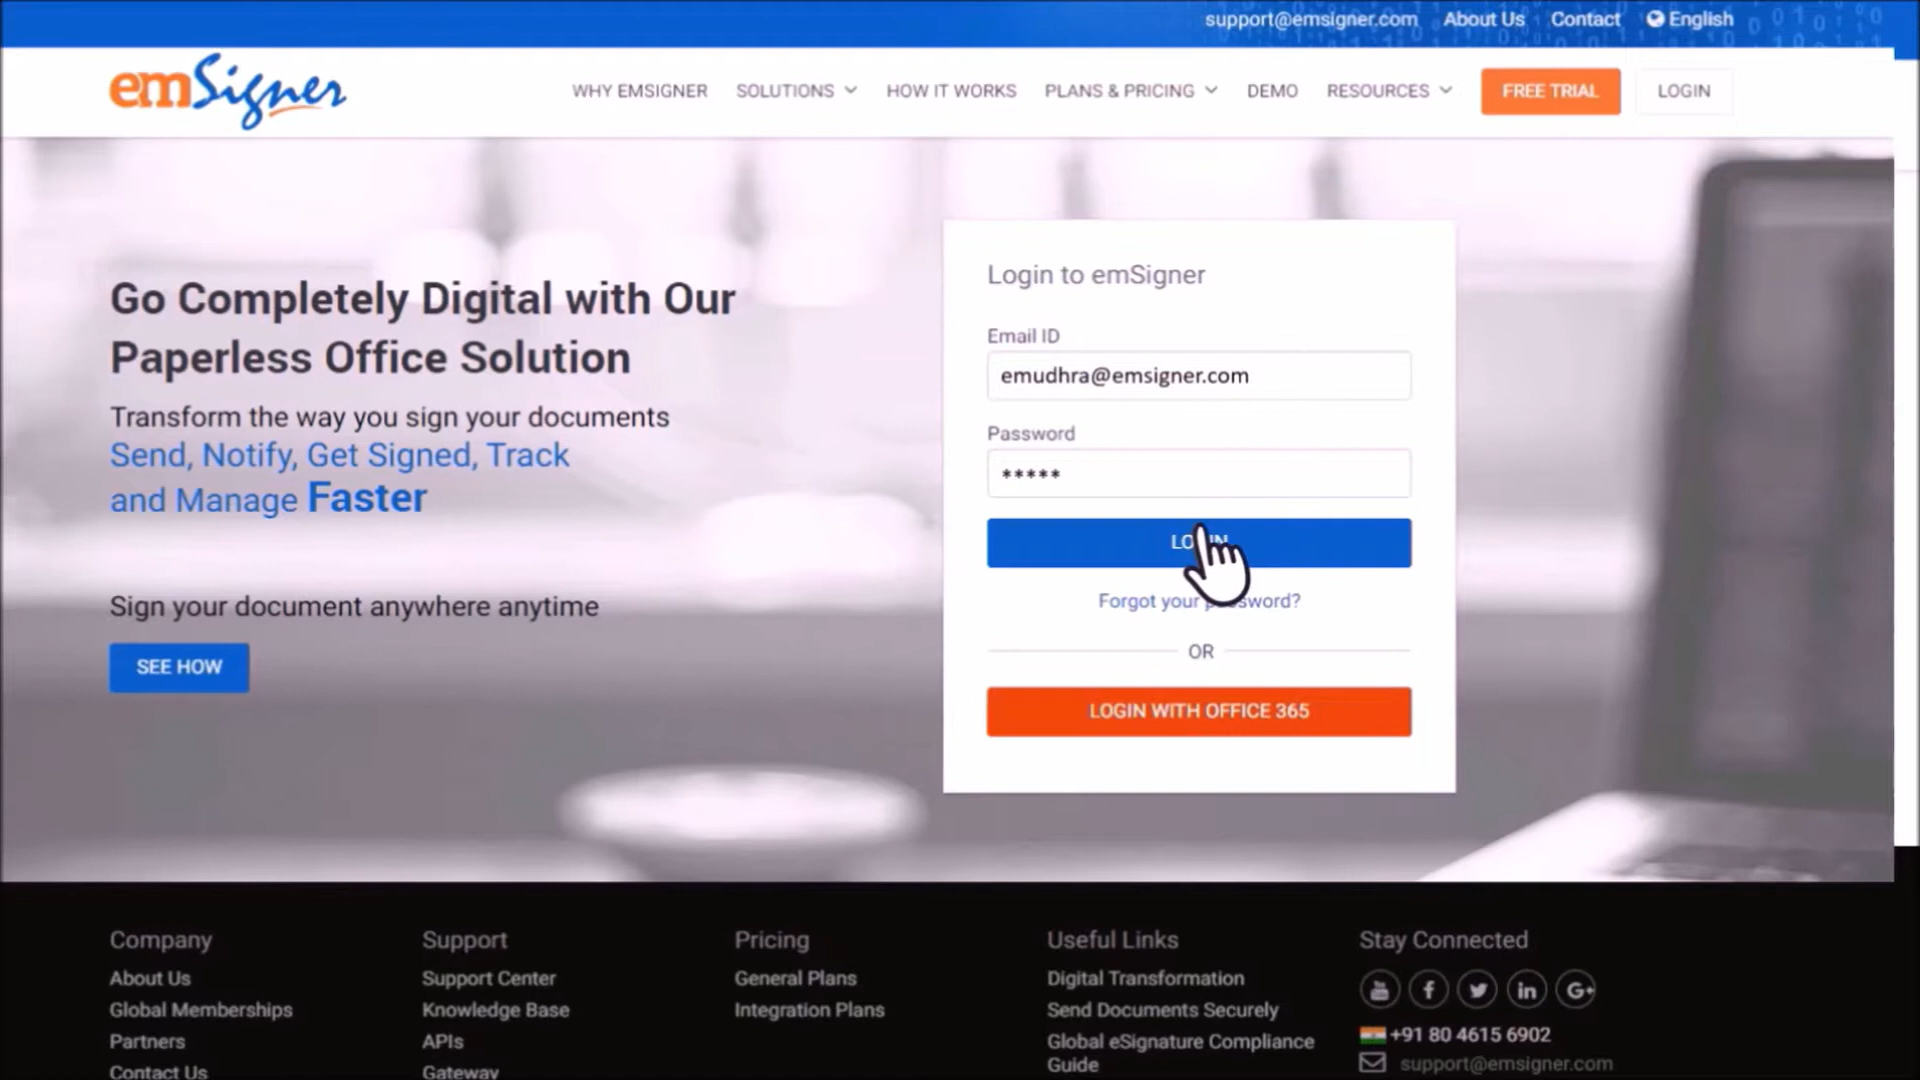 support@emsigner.com About Us Contact English
emSigner
WHY EMSIGNER SOLUTIONS HOW IT WORKS PLANS & PRICING DEMO RESOURCES FREE TRIAL LOGIN
Go Completely Digital with Our
Paperless Office Solution
Transform the way you sign your documents
Send, Notify, Get Signed, Track
and Manage Faster
Sign your document anywhere anytime
SEE HOW
Login to emSigner
Email ID
emudhra@emsigner.com
Password
*****
LOGIN
Forgot your password?
OR
LOGIN WITH OFFICE 365
Company
About Us
Global Memberships
Partners
Contact Us
Support
Support Center
Knowledge Base
APIs
Gateway
Pricing
General Plans
Integration Plans
Useful Links
Digital Transformation
Send Documents Securely
Global eSignature Compliance
Guide
Stay Connected
+91 80 4615 6902
support@emsigner.com